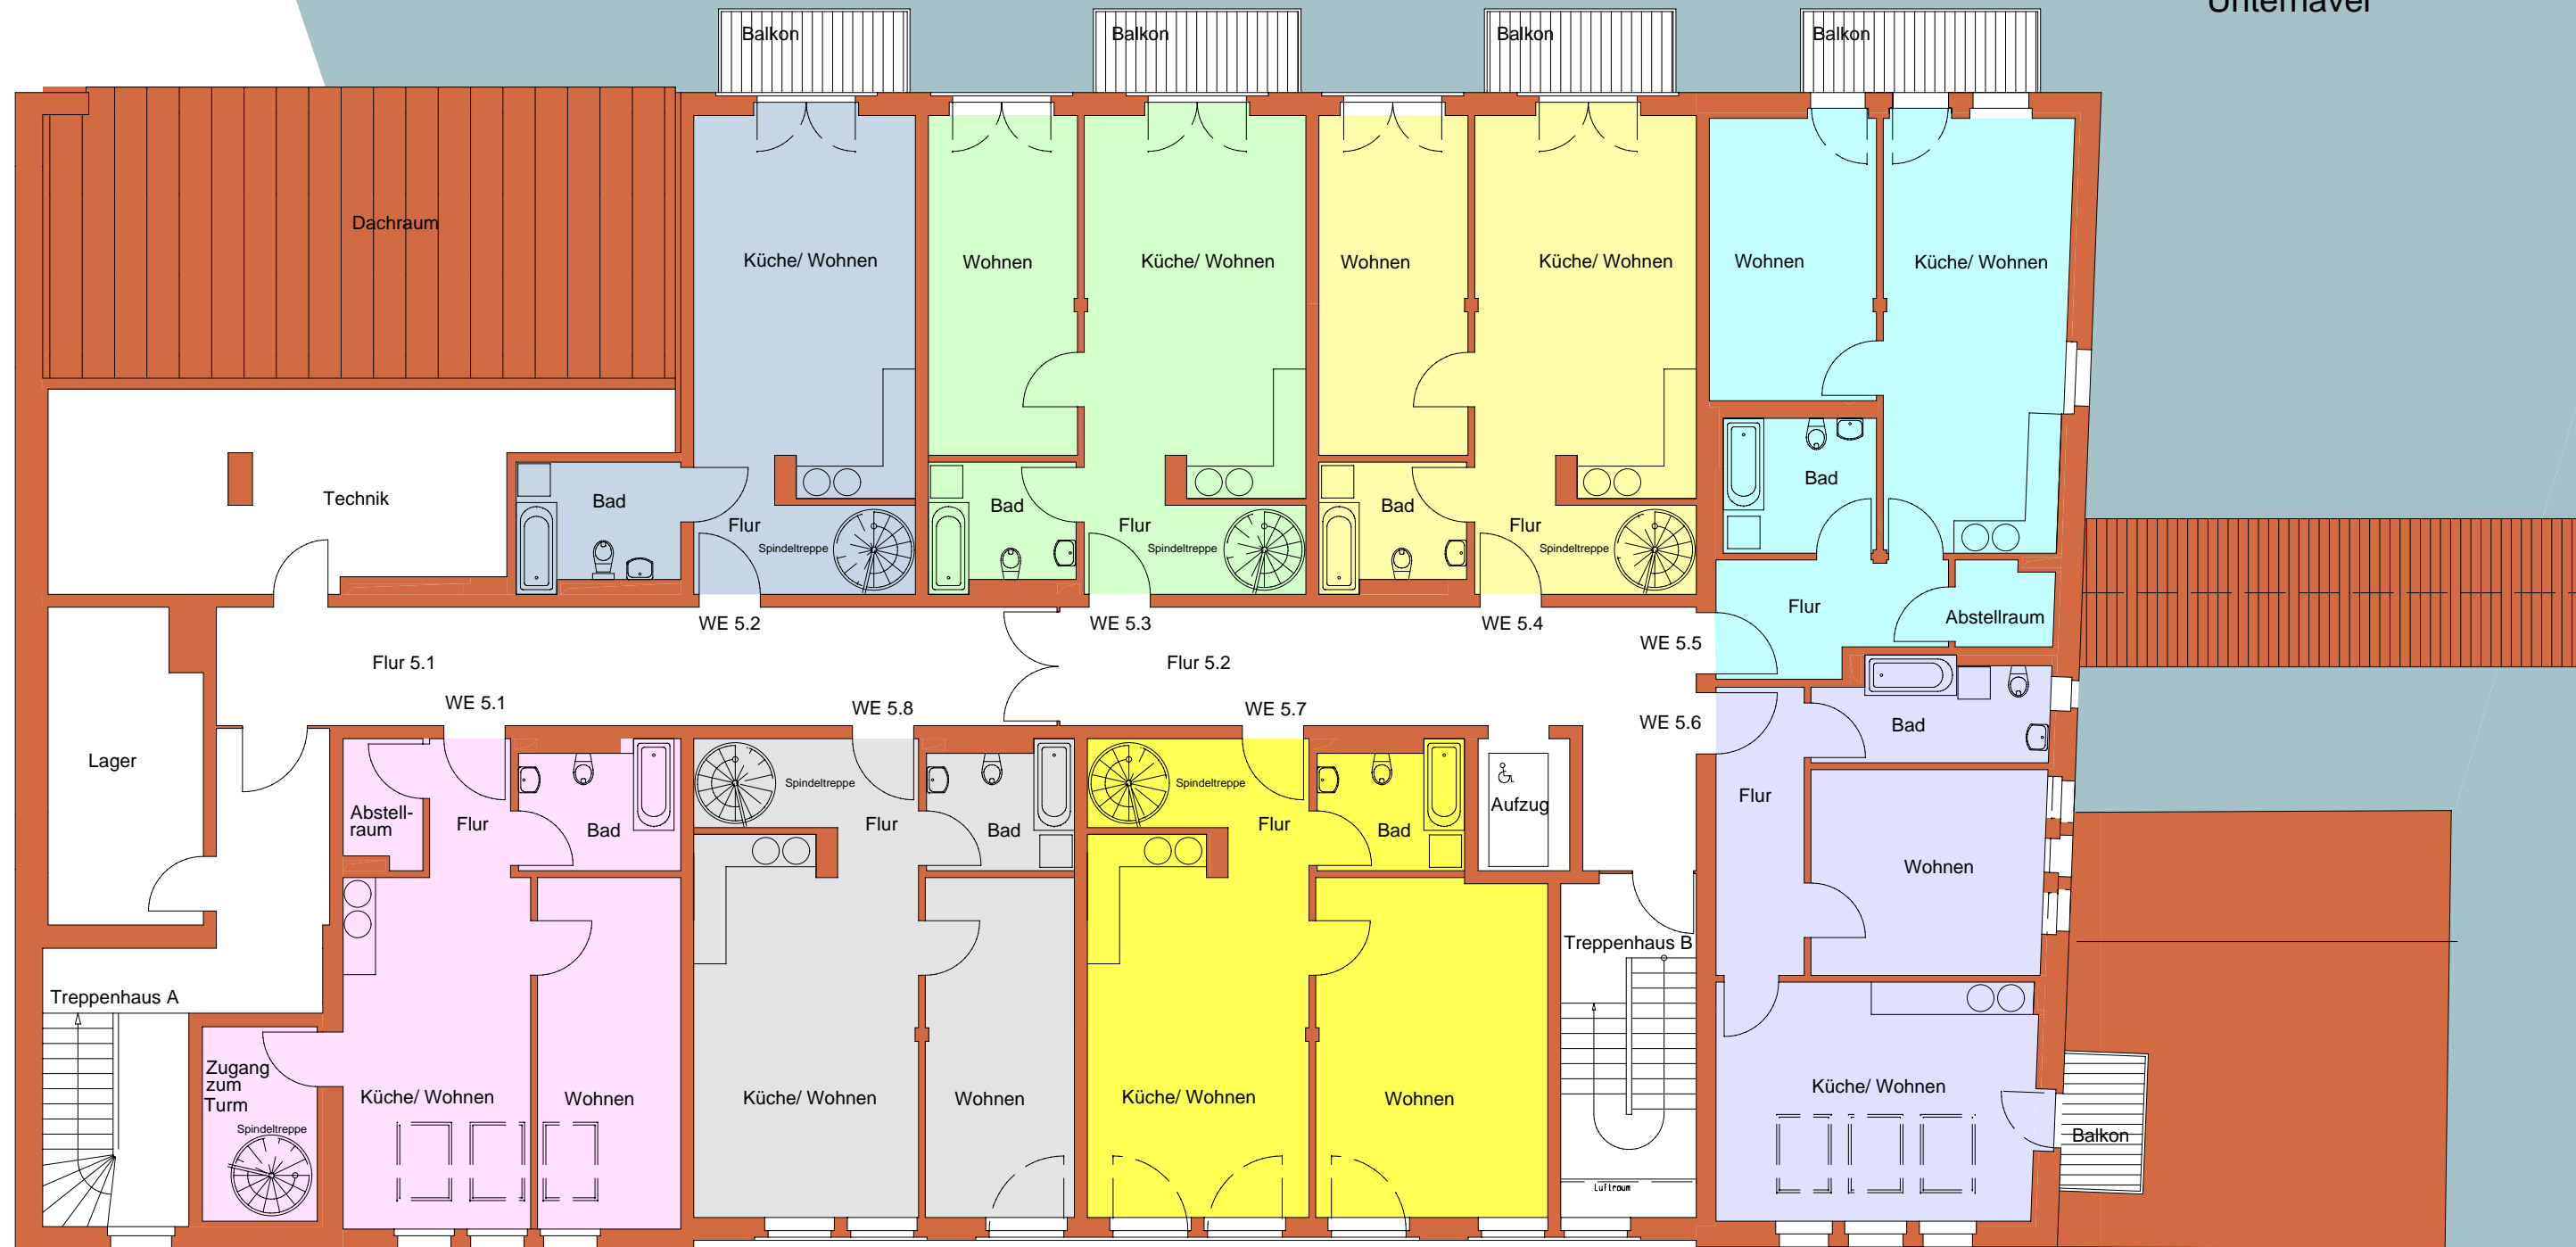 Unterhavel
Balkon
Balkon
Balkon
Balkon
Dachraum
Küche/ Wohnen
Wohnen
Küche/ Wohnen
Wohnen
Küche/ Wohnen
Wohnen
Küche/ Wohnen
Technik
Bad
Flur
Spindeltreppe
Bad
Flur
Spindeltreppe
Bad
Flur
Spindeltreppe
Bad
Flur
Abstellraum
WE 5.2
WE 5.3
WE 5.4
WE 5.5
Flur 5.1
Flur 5.2
WE 5.1
WE 5.8
WE 5.7
WE 5.6
Bad
Lager
Abstell-
raum
Flur
Bad
Spindeltreppe
Flur
Bad
Spindeltreppe
Flur
Bad
Aufzug
Flur
Wohnen
Treppenhaus B
Treppenhaus A
Zugang
zum
Turm
Spindeltreppe
Küche/ Wohnen
Wohnen
Küche/ Wohnen
Wohnen
Küche/ Wohnen
Wohnen
Luftraum
Küche/ Wohnen
Balkon